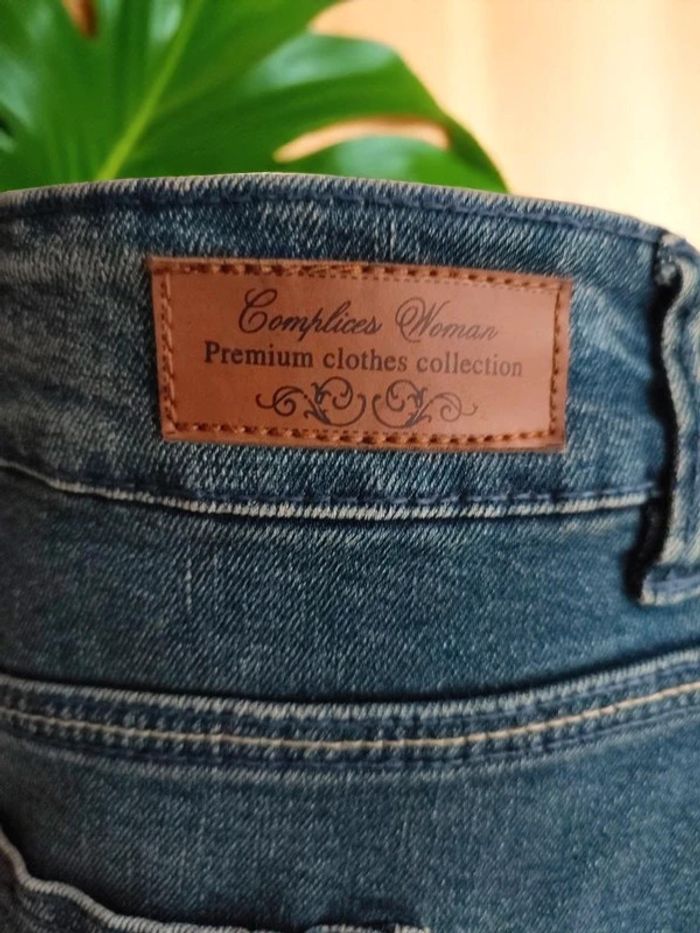 Complices Woman
Premium clothes collection